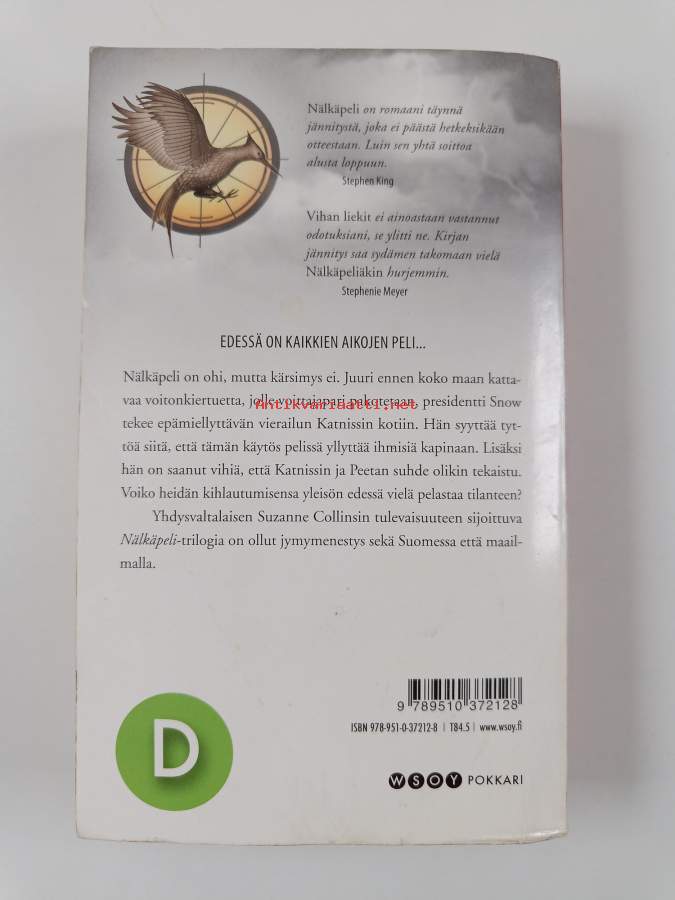 Nälkäpeli on romaani täynnä
jännitystä, joka ei päästä hetkeksikään
otteestaan. Luin sen yhtä soittoa
alusta loppuun.
Stephen King
Vihan liekit ei ainoastaan vastannut
odotuksiani, se ylitti ne. Kirjan
jännitys saa sydämen takomaan vielä
Nälkäpeliäkin hurjemmin.
Stephenie Meyer
EDESSÄ ON KAIKKIEN AIKOJEN PELI...
Nälkäpeli on ohi, mutta kärsimys ei. Juuri ennen koko maan katta-
vaa voitonkiertuetta, jolle voittajapari pakotetaan, presidentti Snow
Antikvariaatti.net
tekee epämiellyttävän vierailun Katnissin kotiin. Hän syyttää tyt-
töä siitä, että tämän käytös pelissä yllyttää ihmisiä kapinaan. Lisäksi
hän on saanut vihiä, että Katnissin ja Peetan suhde olikin tekaistu.
Voiko heidän kihlautumisensa yleisön edessä vielä pelastaa tilanteen?
Yhdysvaltalaisen Suzanne Collinsin tulevaisuuteen sijoittuva
Nälkäpeli-trilogia on ollut jymymenestys sekä Suomessa että maail-
malla.
9 789510 372128
ISBN 978-951-0-37212-8 | T84.5 | www.wsoy.fi
D
WSOY POKKARI